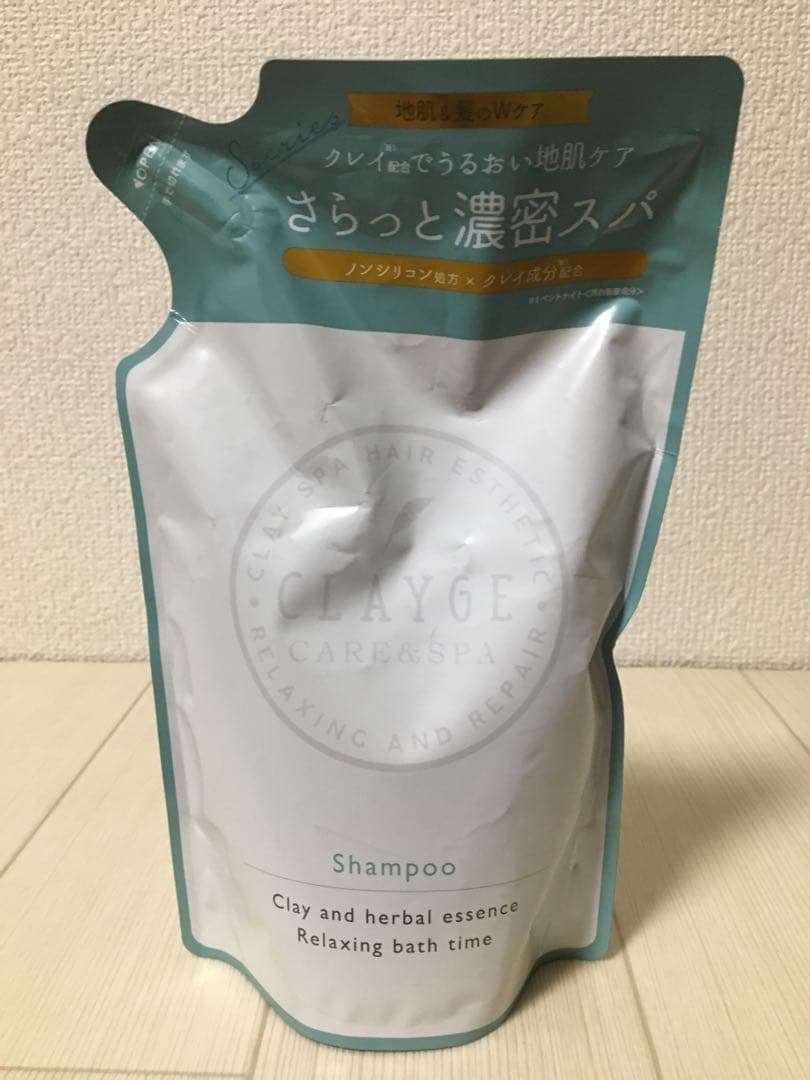 地肌&髪のWケア
Series
クレイ配合でうるおい地肌ケア
さらっと濃密スパ
ノンシリコン処方 × クレイ成分配合
OPEN
CLAY SPA HAIR ESTHETIC
CLAYGE
CARE&SPA
RELAXING AND REPAIR
Shampoo
Clay and herbal essence
Relaxing bath time